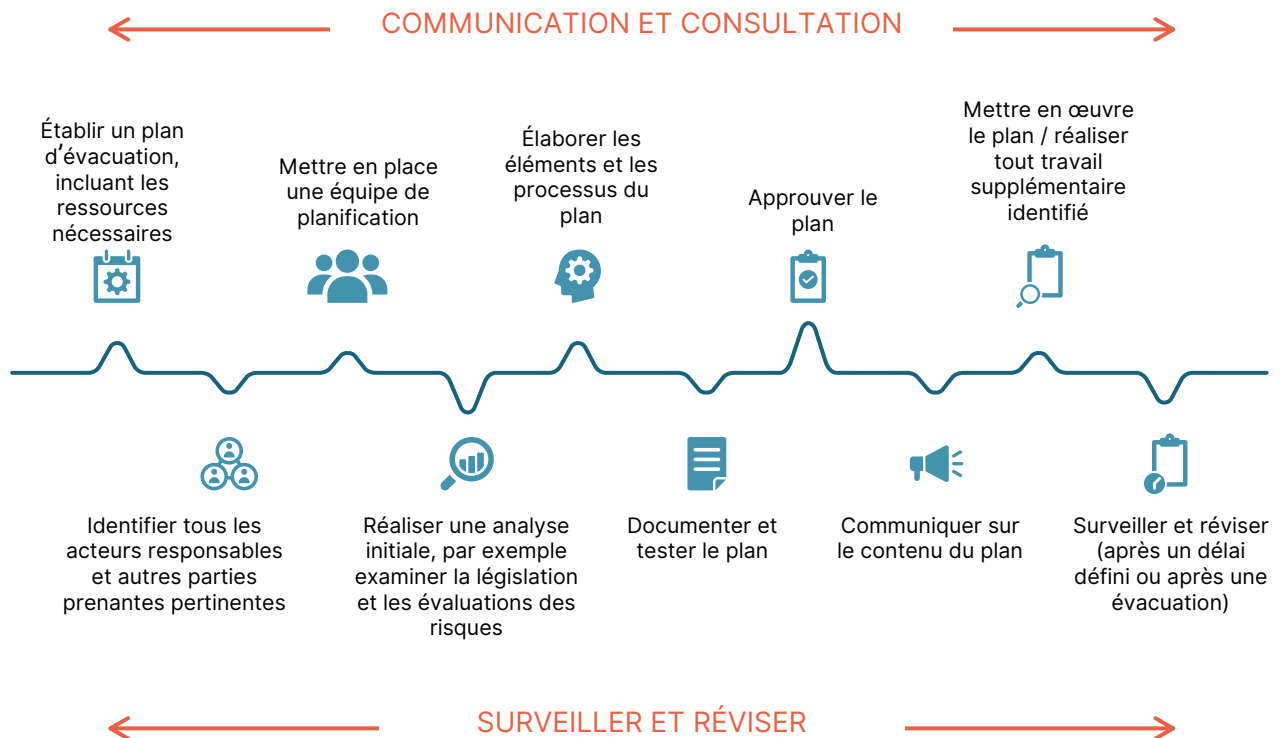 COMMUNICATION ET CONSULTATION
Établir un plan
d’évacuation,
incluant les
ressources
nécessaires
Identifier tous les
acteurs responsables
et autres parties
prenantes pertinentes
Mettre en place
une équipe de
planification
Réaliser une analyse
initiale, par exemple
examiner la législation
et les évaluations des
risques
Élaborer les
éléments et les
processus du
plan
Documenter et
tester le plan
Approuver le
plan
Communiquer sur
le contenu du plan
Mettre en œuvre
le plan / réaliser
tout travail
supplémentaire
identifié
Surveiller et réviser
(après un délai
défini ou après une
évacuation)
SURVEILLER ET RÉVISER